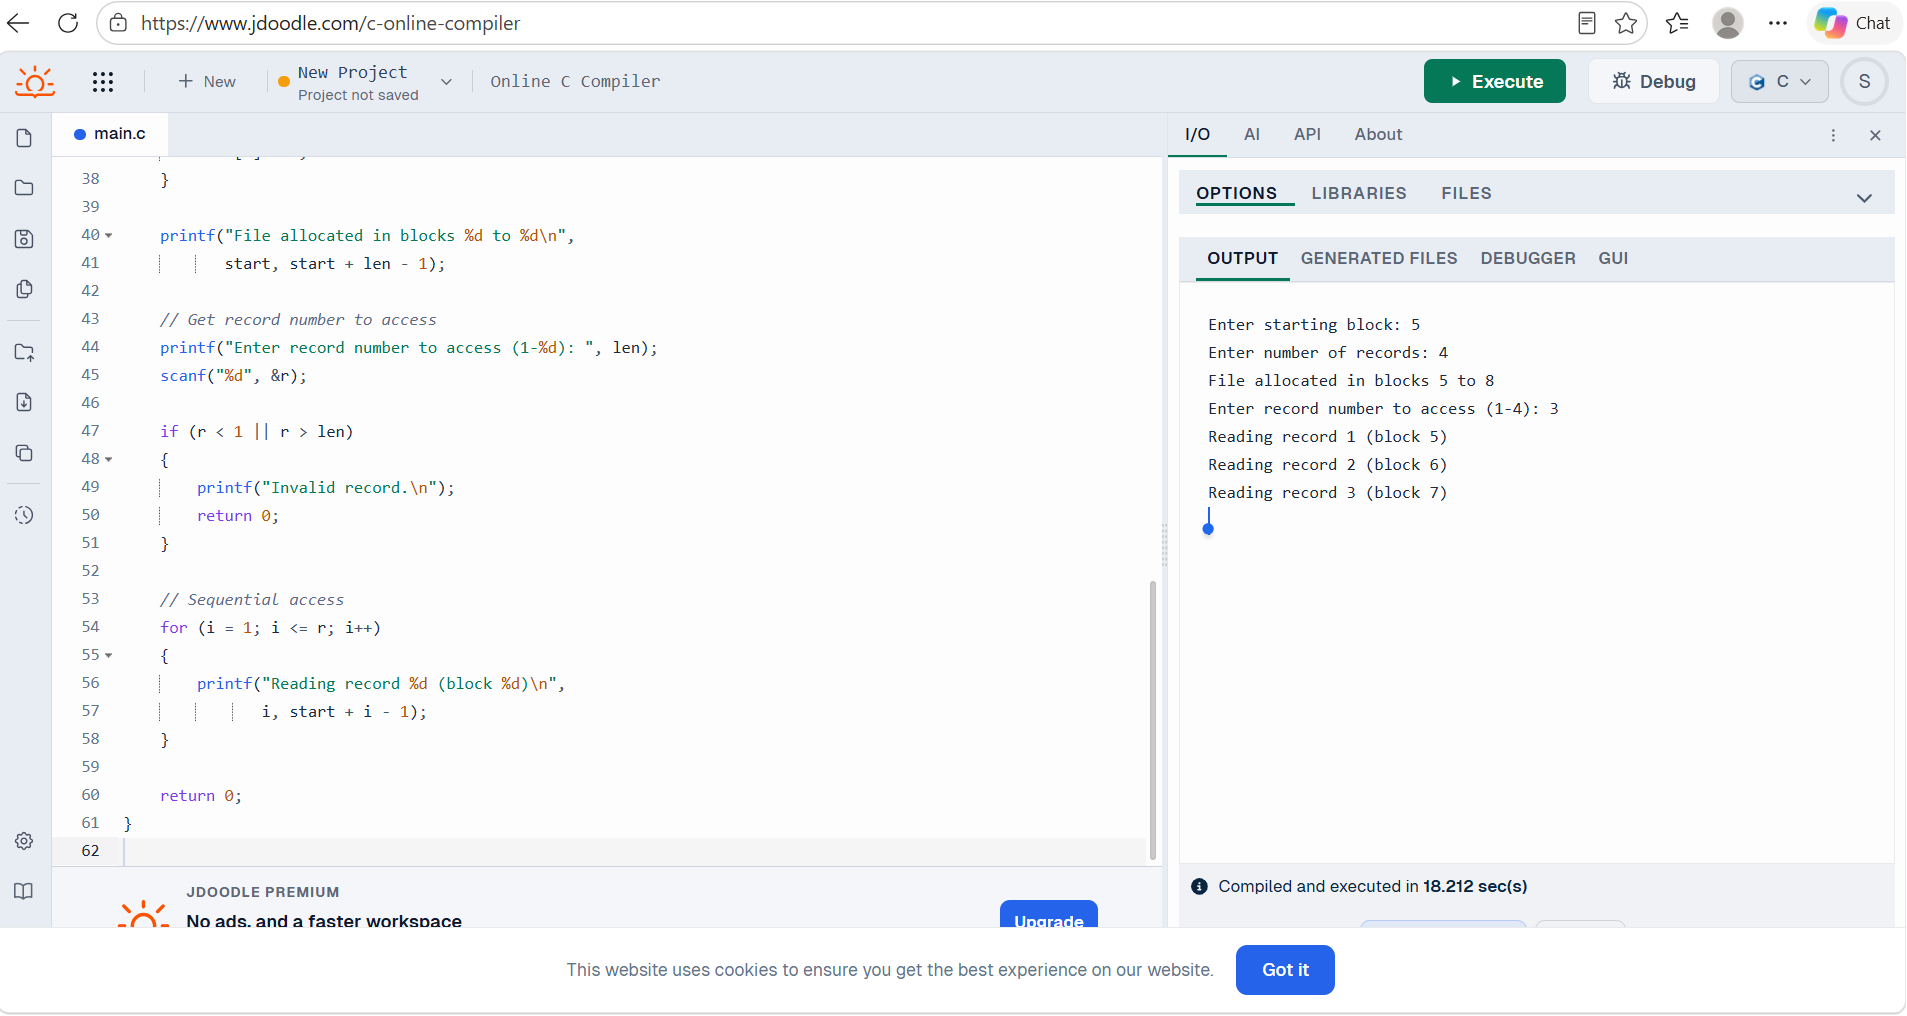 https://www.jdoodle.com/c-online-compiler
Chat
New
New Project
Project not saved
Online C Compiler
Execute
Debug
C
S
main.c
38 }
39
40 printf("File allocated in blocks %d to %d\n",
41 start, start + len - 1);
42
43 // Get record number to access
44 printf("Enter record number to access (1-%d): ", len);
45 scanf("%d", &r);
46
47 if (r < 1 || r > len)
48 {
49 printf("Invalid record.\n");
50 return 0;
51 }
52
53 // Sequential access
54 for (i = 1; i <= r; i++)
55 {
56 printf("Reading record %d (block %d)\n",
57 i, start + i - 1);
58 }
59
60 return 0;
61 }
62
JDOODLE PREMIUM
No ads, and a faster workspace
Upgrade
I/O AI API About
OPTIONS LIBRARIES FILES
OUTPUT GENERATED FILES DEBUGGER GUI
Enter starting block: 5
Enter number of records: 4
File allocated in blocks 5 to 8
Enter record number to access (1-4): 3
Reading record 1 (block 5)
Reading record 2 (block 6)
Reading record 3 (block 7)
Compiled and executed in 18.212 sec(s)
This website uses cookies to ensure you get the best experience on our website.
Got it